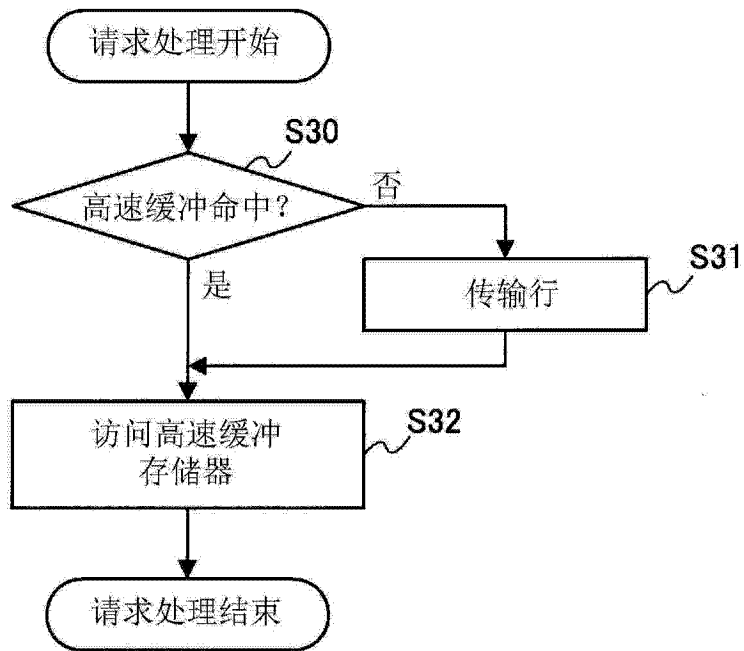 请求处理开始
S30
高速缓冲命中?
否
是
S31
传输行
S32
访问高速缓冲
存储器
请求处理结束